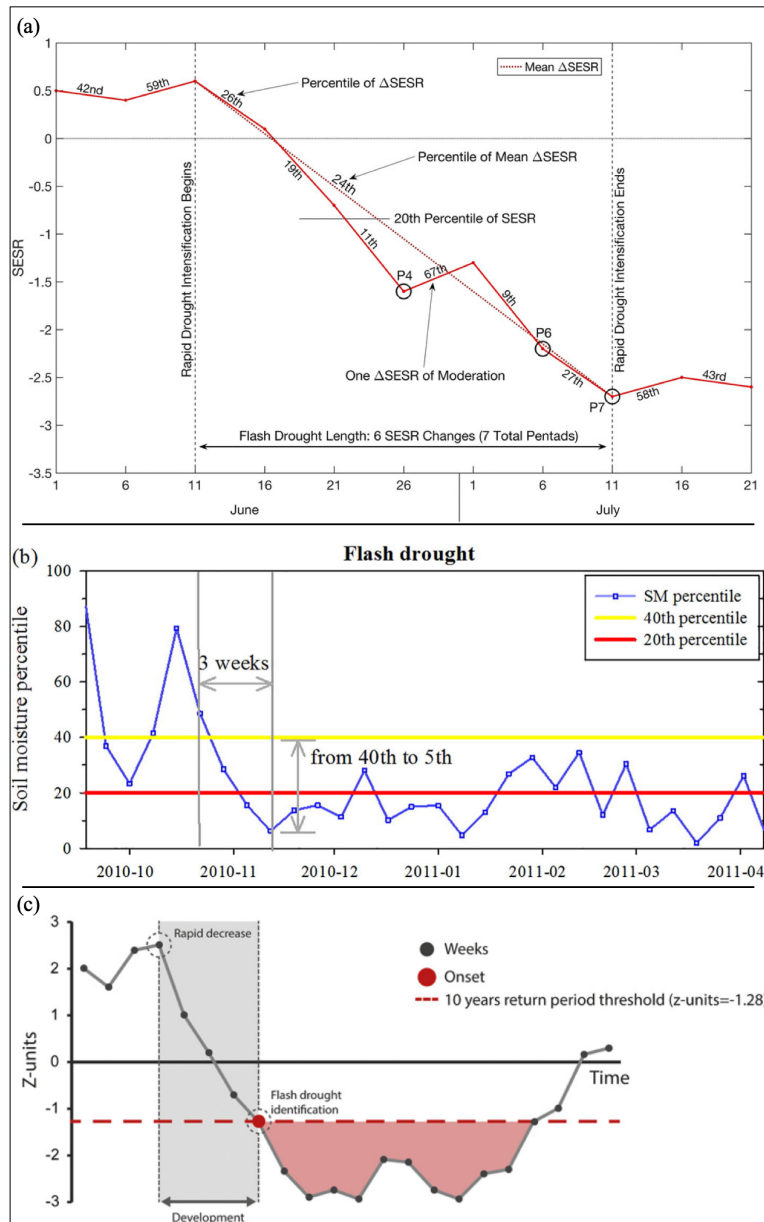 (a)
1
0.5
0
-0.5
-1
-1.5
-2
-2.5
-3
-3.5
SESR
Mean ΔSESR
42nd
59th
26th
19th
11th
67th
9th
27th
58th
43rd
24th
Percentile of ΔSESR
Percentile of Mean ΔSESR
20th Percentile of SESR
Rapid Drought Intensification Begins
Rapid Drought Intensification Ends
P4
P6
P7
One ΔSESR of Moderation
Flash Drought Length: 6 SESR Changes (7 Total Pentads)
1 6 11 16 21 26 1 6 11 16 21
June July
(b)
Flash drought
100
80
60
40
20
0
Soil moisture percentile
SM percentile
40th percentile
20th percentile
3 weeks
from 40th to 5th
2010-10 2010-11 2010-12 2011-01 2011-02 2011-03 2011-04
(c)
3
2
1
0
-1
-2
-3
Z-units
Rapid decrease
Weeks
Onset
10 years return period threshold (z-units=-1.28)
Time
Flash drought
identification
Development